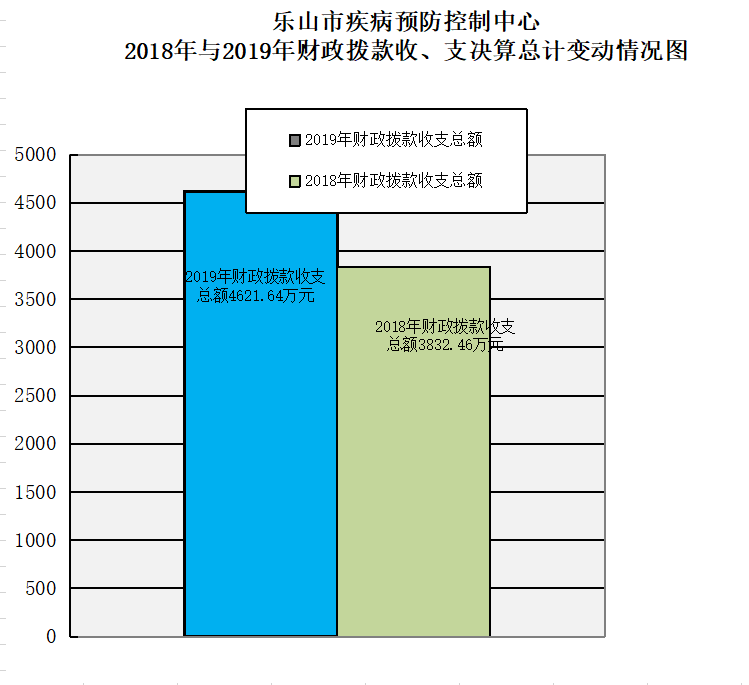 乐山市疾病预防控制中心
2018年与2019年财政拨款收、支决算总计变动情况图
2019年财政拨款收支总额
2018年财政拨款收支总额
5000
4500
4000
3500
3000
2500
2000
1500
1000
500
0
2019年财政拨款收支
总额4621.64万元
2018年财政拨款收支
总额3832.46万元